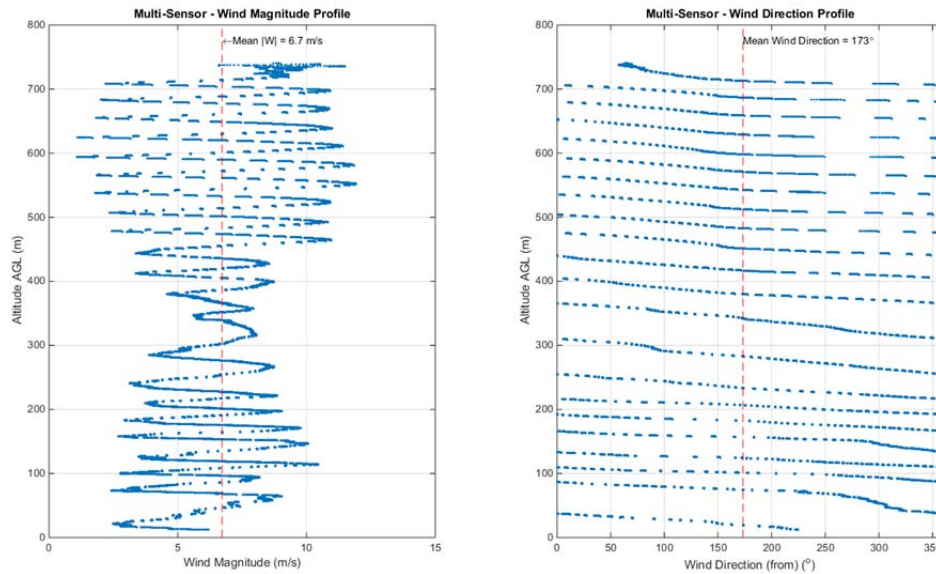 Multi-Sensor - Wind Magnitude Profile
800
←Mean |W| = 6.7 m/s
700
600
500
400
300
200
100
0
Altitude AGL (m)
0 5 10 15
Wind Magnitude (m/s)
Multi-Sensor - Wind Direction Profile
800
Mean Wind Direction = 173°
700
600
500
400
300
200
100
0
Altitude AGL (m)
0 50 100 150 200 250 300 350
Wind Direction (from) (°)